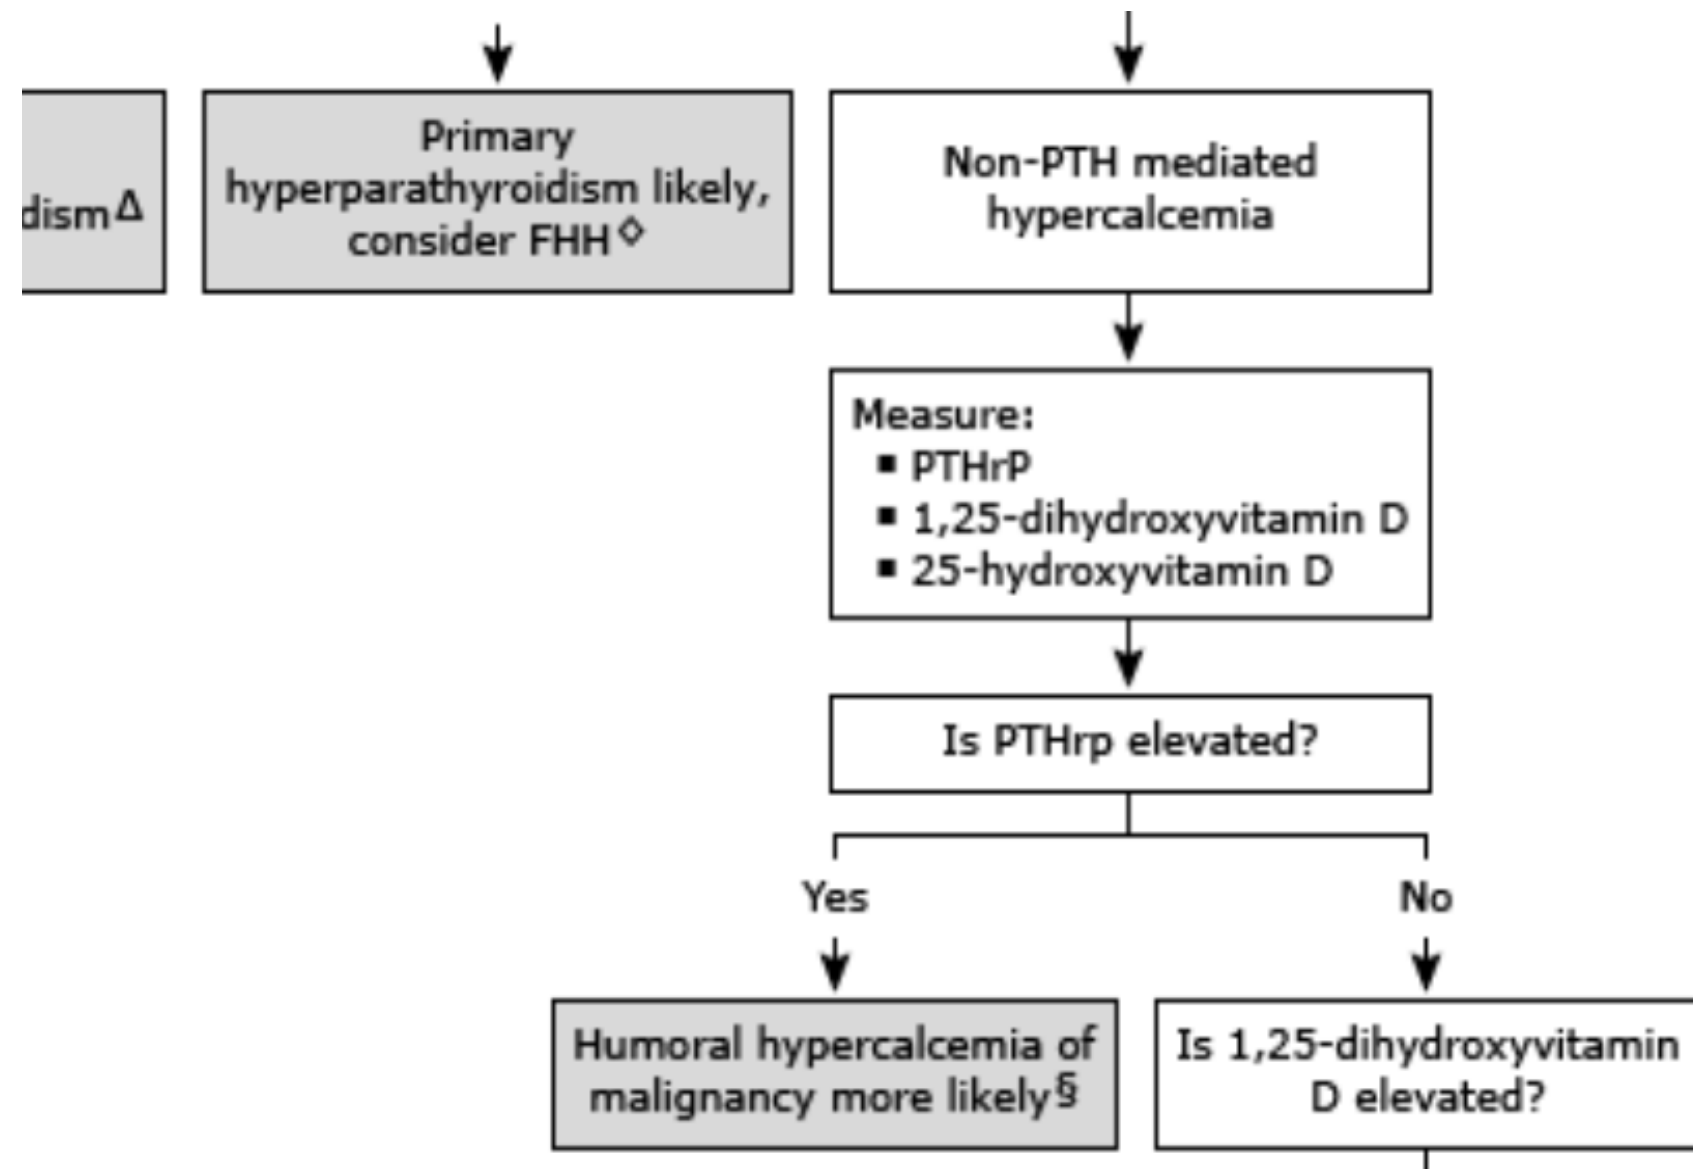 dismΔ
Primary
hyperparathyroidism likely,
consider FHH◇
Non-PTH mediated
hypercalcemia
Measure:
▪ PTHrP
▪ 1,25-dihydroxyvitamin D
▪ 25-hydroxyvitamin D
Is PTHrp elevated?
Yes
No
Humoral hypercalcemia of
malignancy more likely§
Is 1,25-dihydroxyvitamin
D elevated?